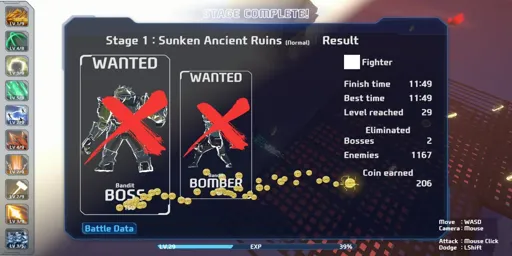 STAGE COMPLETE!
Stage 1 : Sunken Ancient Ruins (Normal) Result
WANTED
Bandit
BOSS
WANTED
BOMBER
Fighter
Finish time 11:49
Best time 11:49
Level reached 29
Eliminated
Bosses 2
Enemies 1167
Coin earned
206
Battle Data
LV.29 EXP 39%
Move : WASD
Camera : Mouse
Attack : Mouse Click
Dodge : LShift